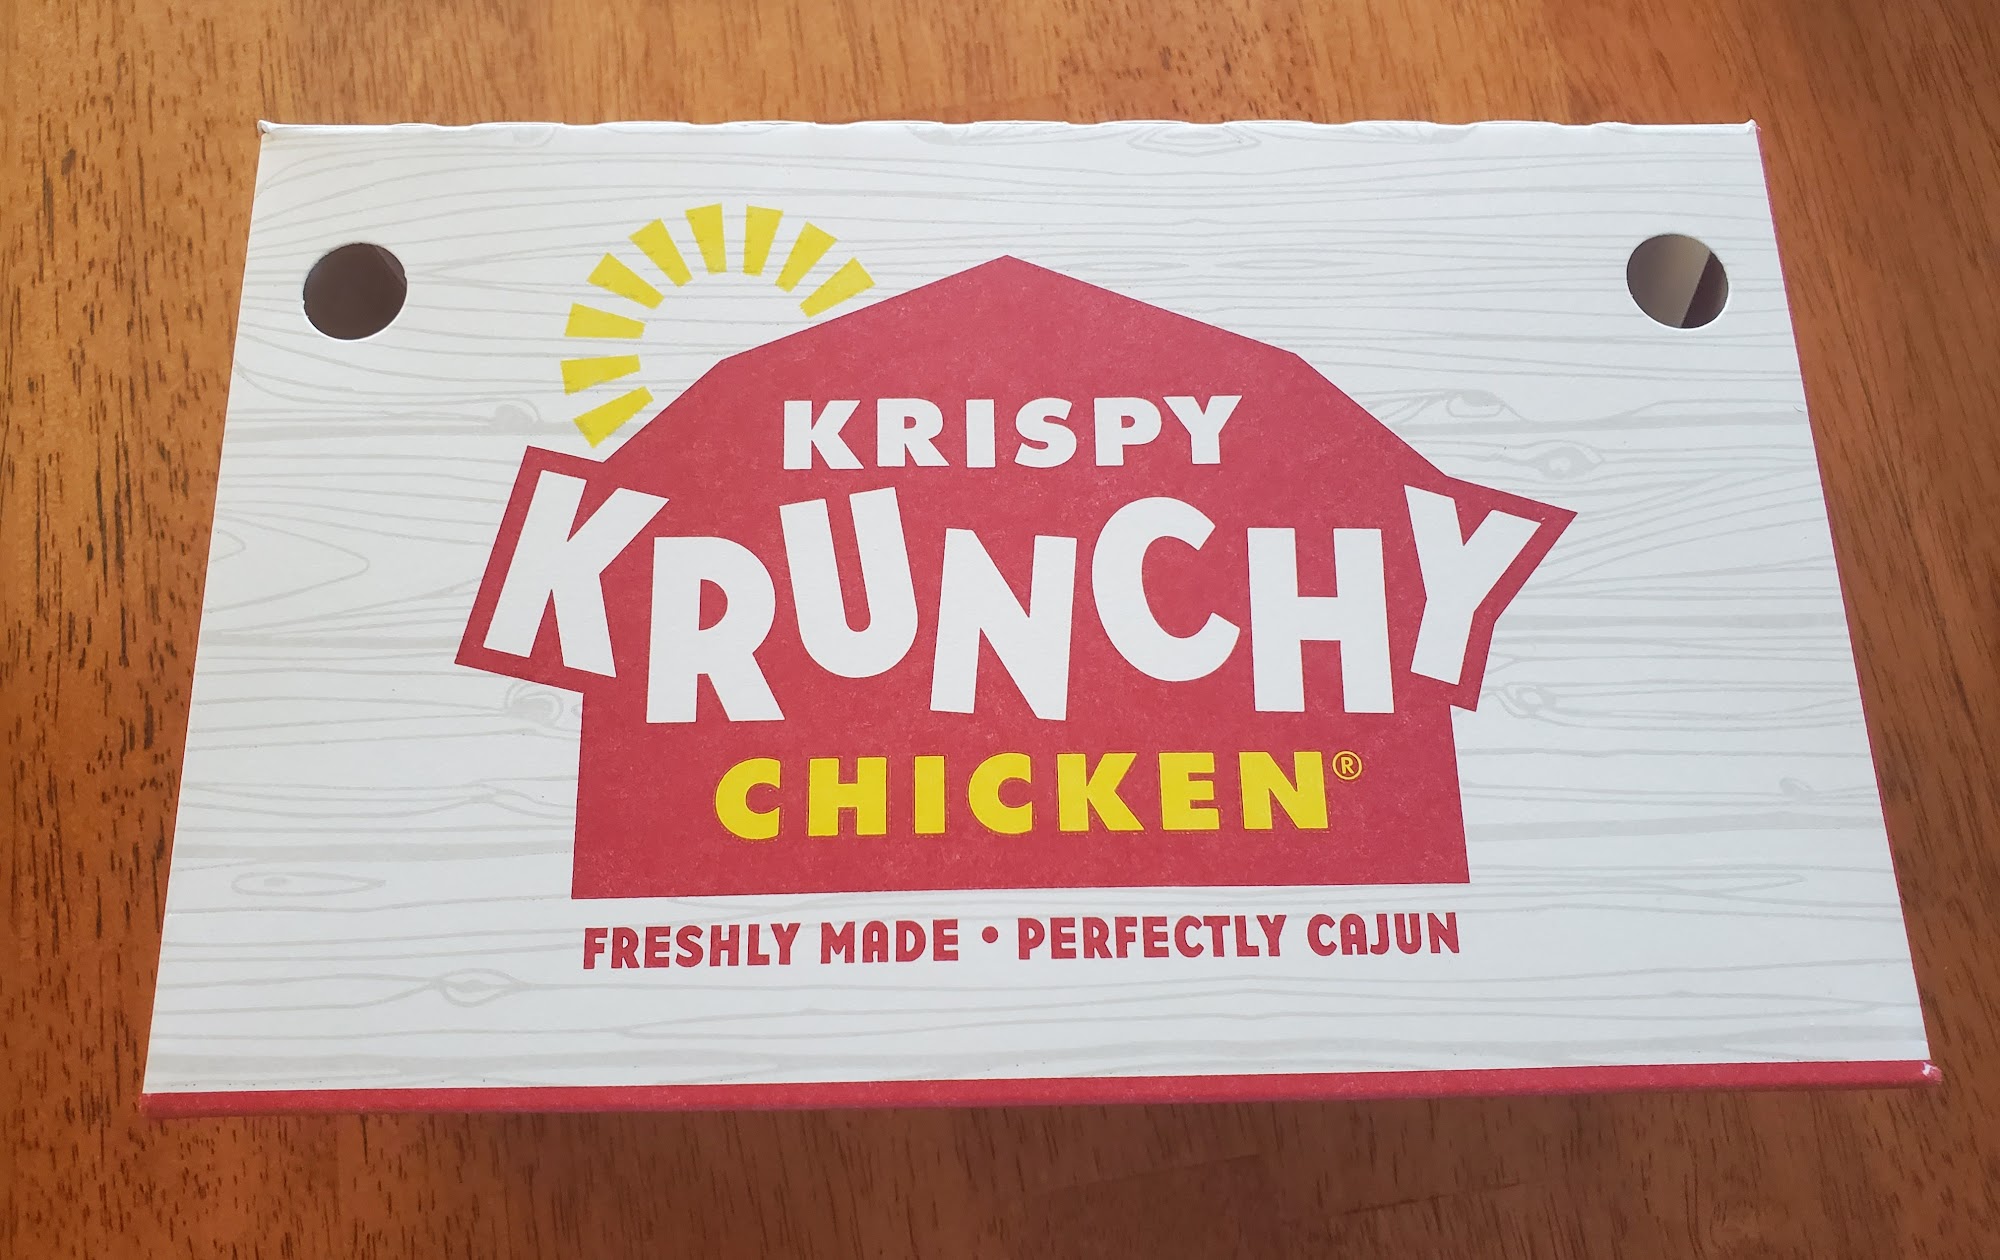 KRISPY
KRUNCHY
CHICKEN®
FRESHLY MADE • PERFECTLY CAJUN